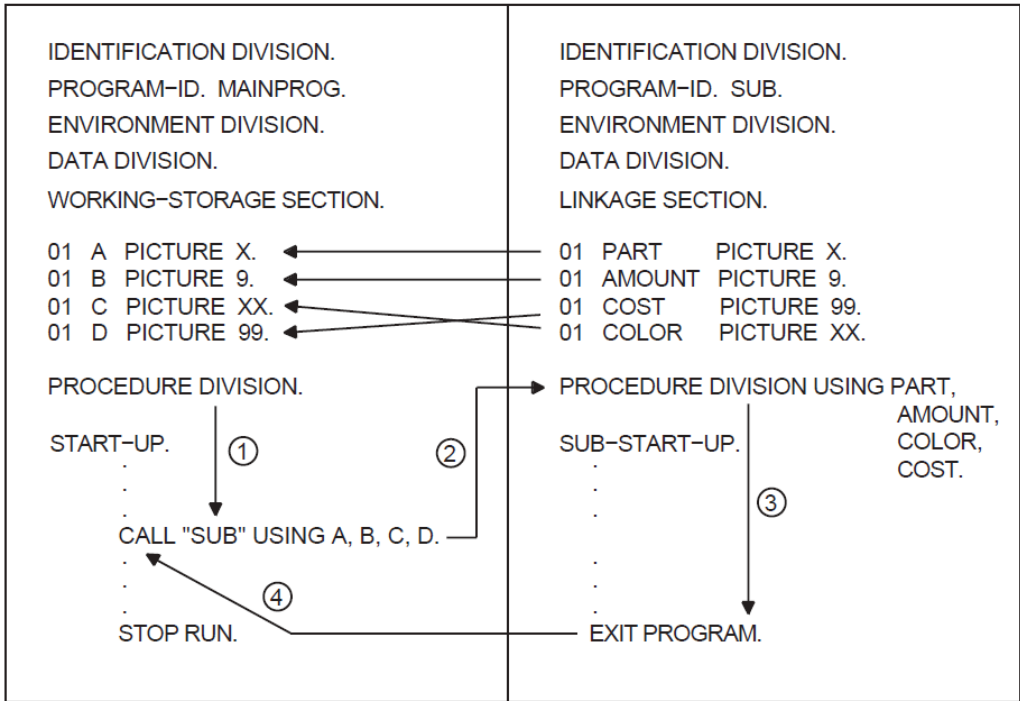 IDENTIFICATION DIVISION.
PROGRAM-ID. MAINPROG.
ENVIRONMENT DIVISION.
DATA DIVISION.
WORKING-STORAGE SECTION.
01 A PICTURE X.
01 B PICTURE 9.
01 C PICTURE XX.
01 D PICTURE 99.
PROCEDURE DIVISION.
START-UP.
.
.
.
CALL "SUB" USING A, B, C, D.
.
.
.
STOP RUN.
1
2
4
IDENTIFICATION DIVISION.
PROGRAM-ID. SUB.
ENVIRONMENT DIVISION.
DATA DIVISION.
LINKAGE SECTION.
01 PART PICTURE X.
01 AMOUNT PICTURE 9.
01 COST PICTURE 99.
01 COLOR PICTURE XX.
PROCEDURE DIVISION USING PART,
AMOUNT,
COLOR,
COST.
SUB-START-UP.
.
.
.
3
.
.
.
EXIT PROGRAM.